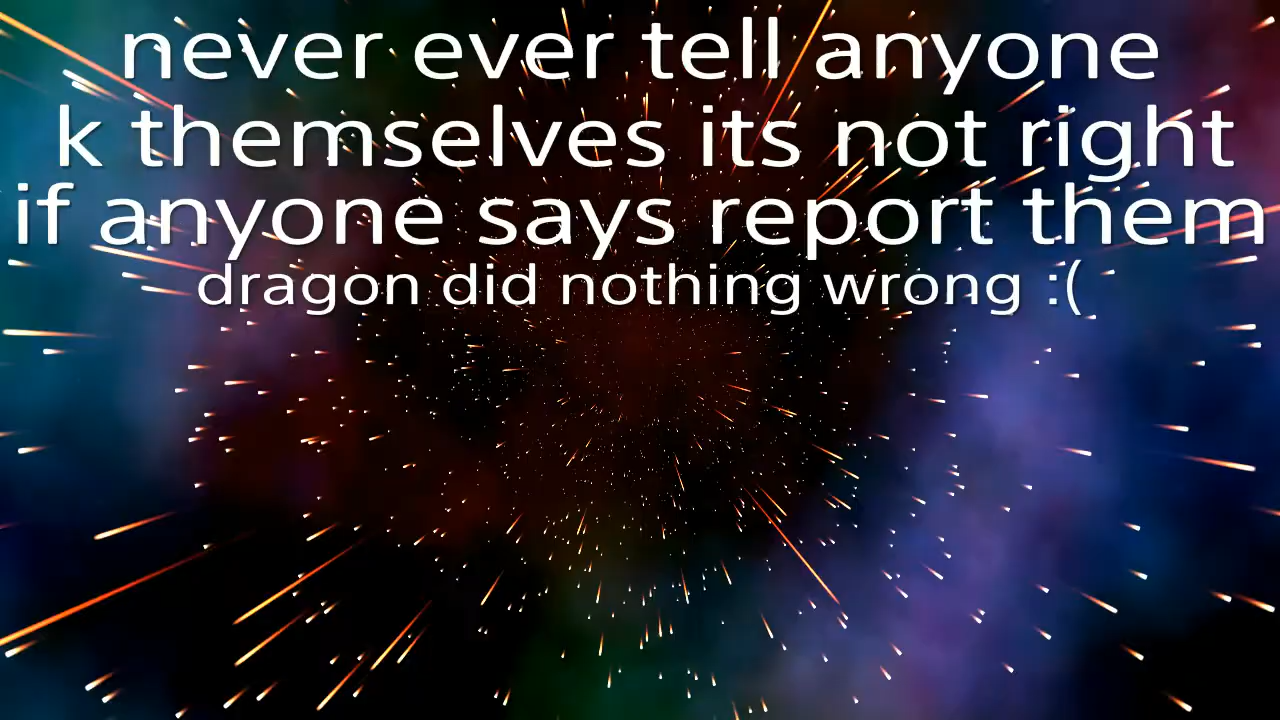 never ever tell anyone
k themselves its not right
if anyone says report them
dragon did nothing wrong :(